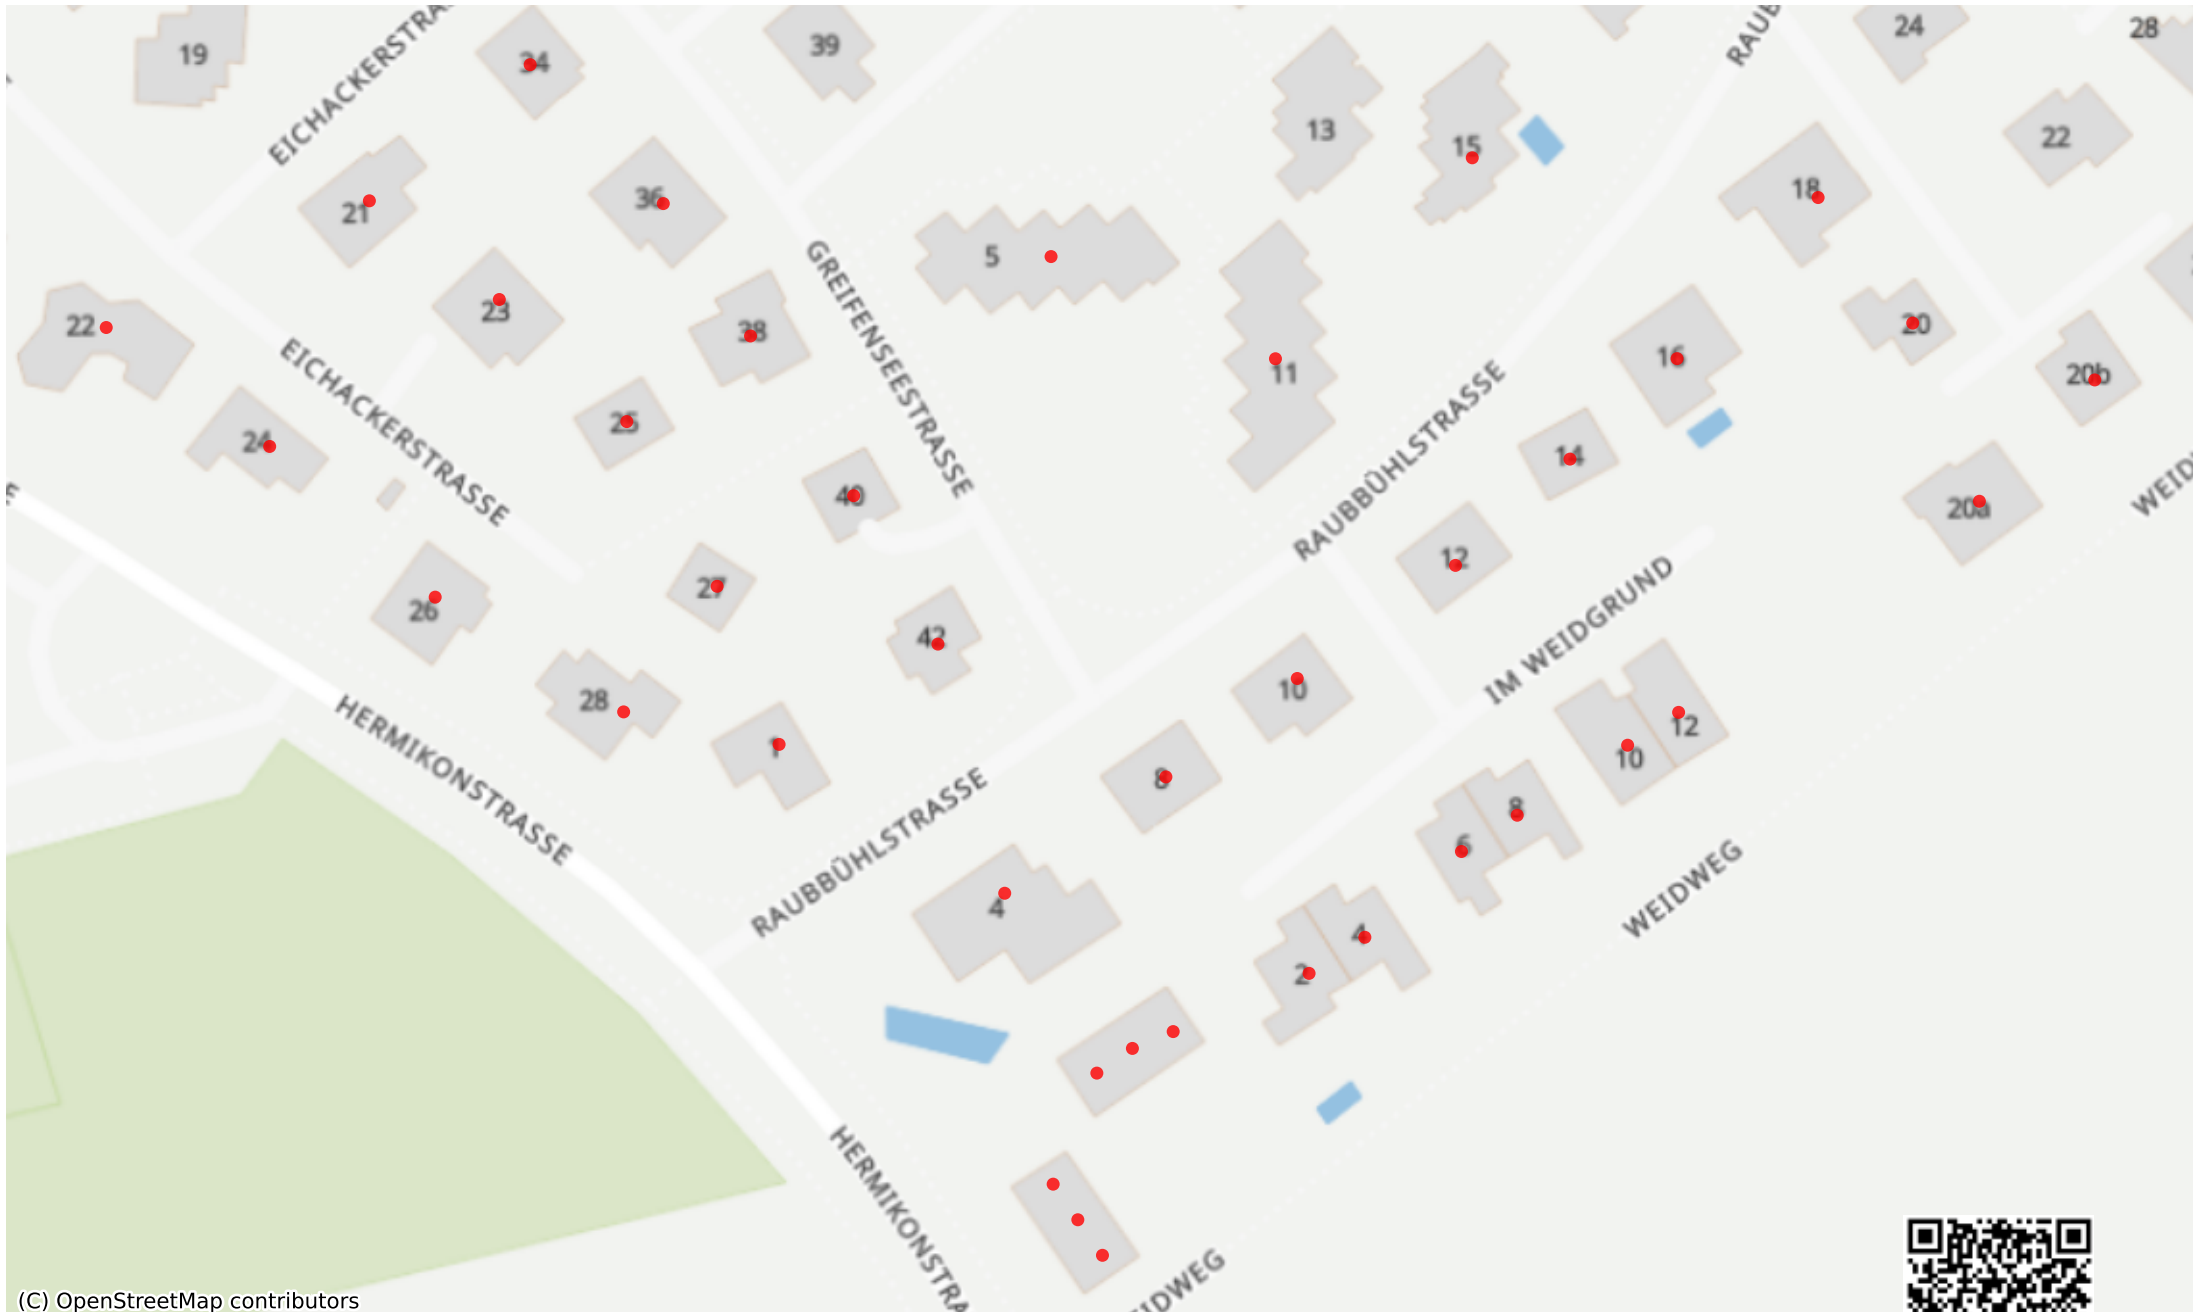 19
EICHACKERSTRA
34
39
13
15
RAUB
24
28
22
21
36
5
18
22
23
38
GREIFENSEESTRASSE
11
16
20
20b
EICHACKERSTRASSE
24
25
40
14
RAUBBÜHLSTRASSE
20a
WEID
E
26
27
42
12
IM WEIDGRUND
28
1
10
10
12
HERMIKONSTRASSE
8
6
8
RAUBBÜHLSTRASSE
4
2
4
WEIDWEG
HERMIKONSTRA
IDWEG
(C) OpenStreetMap contributors